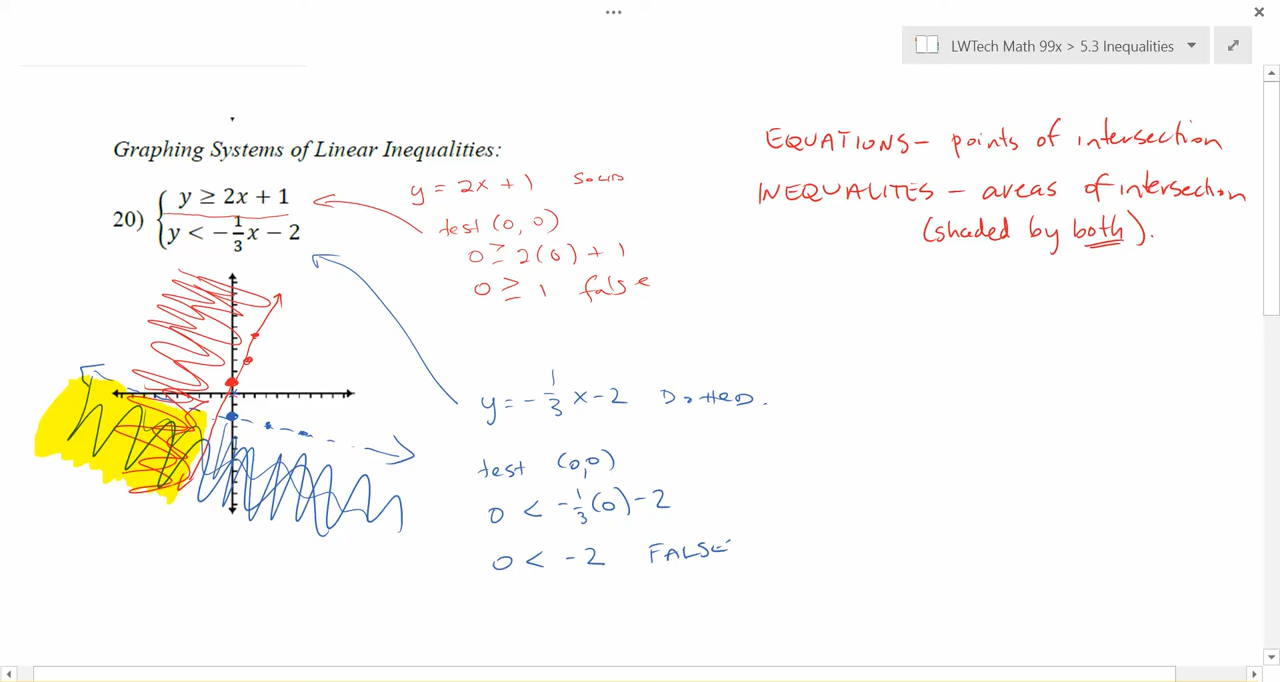 LWTech Math 99x > 5.3 Inequalities
EQUATIONS – points of intersection
INEQUALITES – areas of intersection
(shaded by both).
Graphing Systems of Linear Inequalities:
20) { y ≥ 2x + 1
y < -1/3 x - 2
y = 2x + 1 SOLID
test (0, 0)
0 ≥ 2(0) + 1
0 ≥ 1 false
y = -1/3 x - 2 DOTTED.
test (0,0)
0 < -1/3 (0) - 2
0 < -2 FALSE